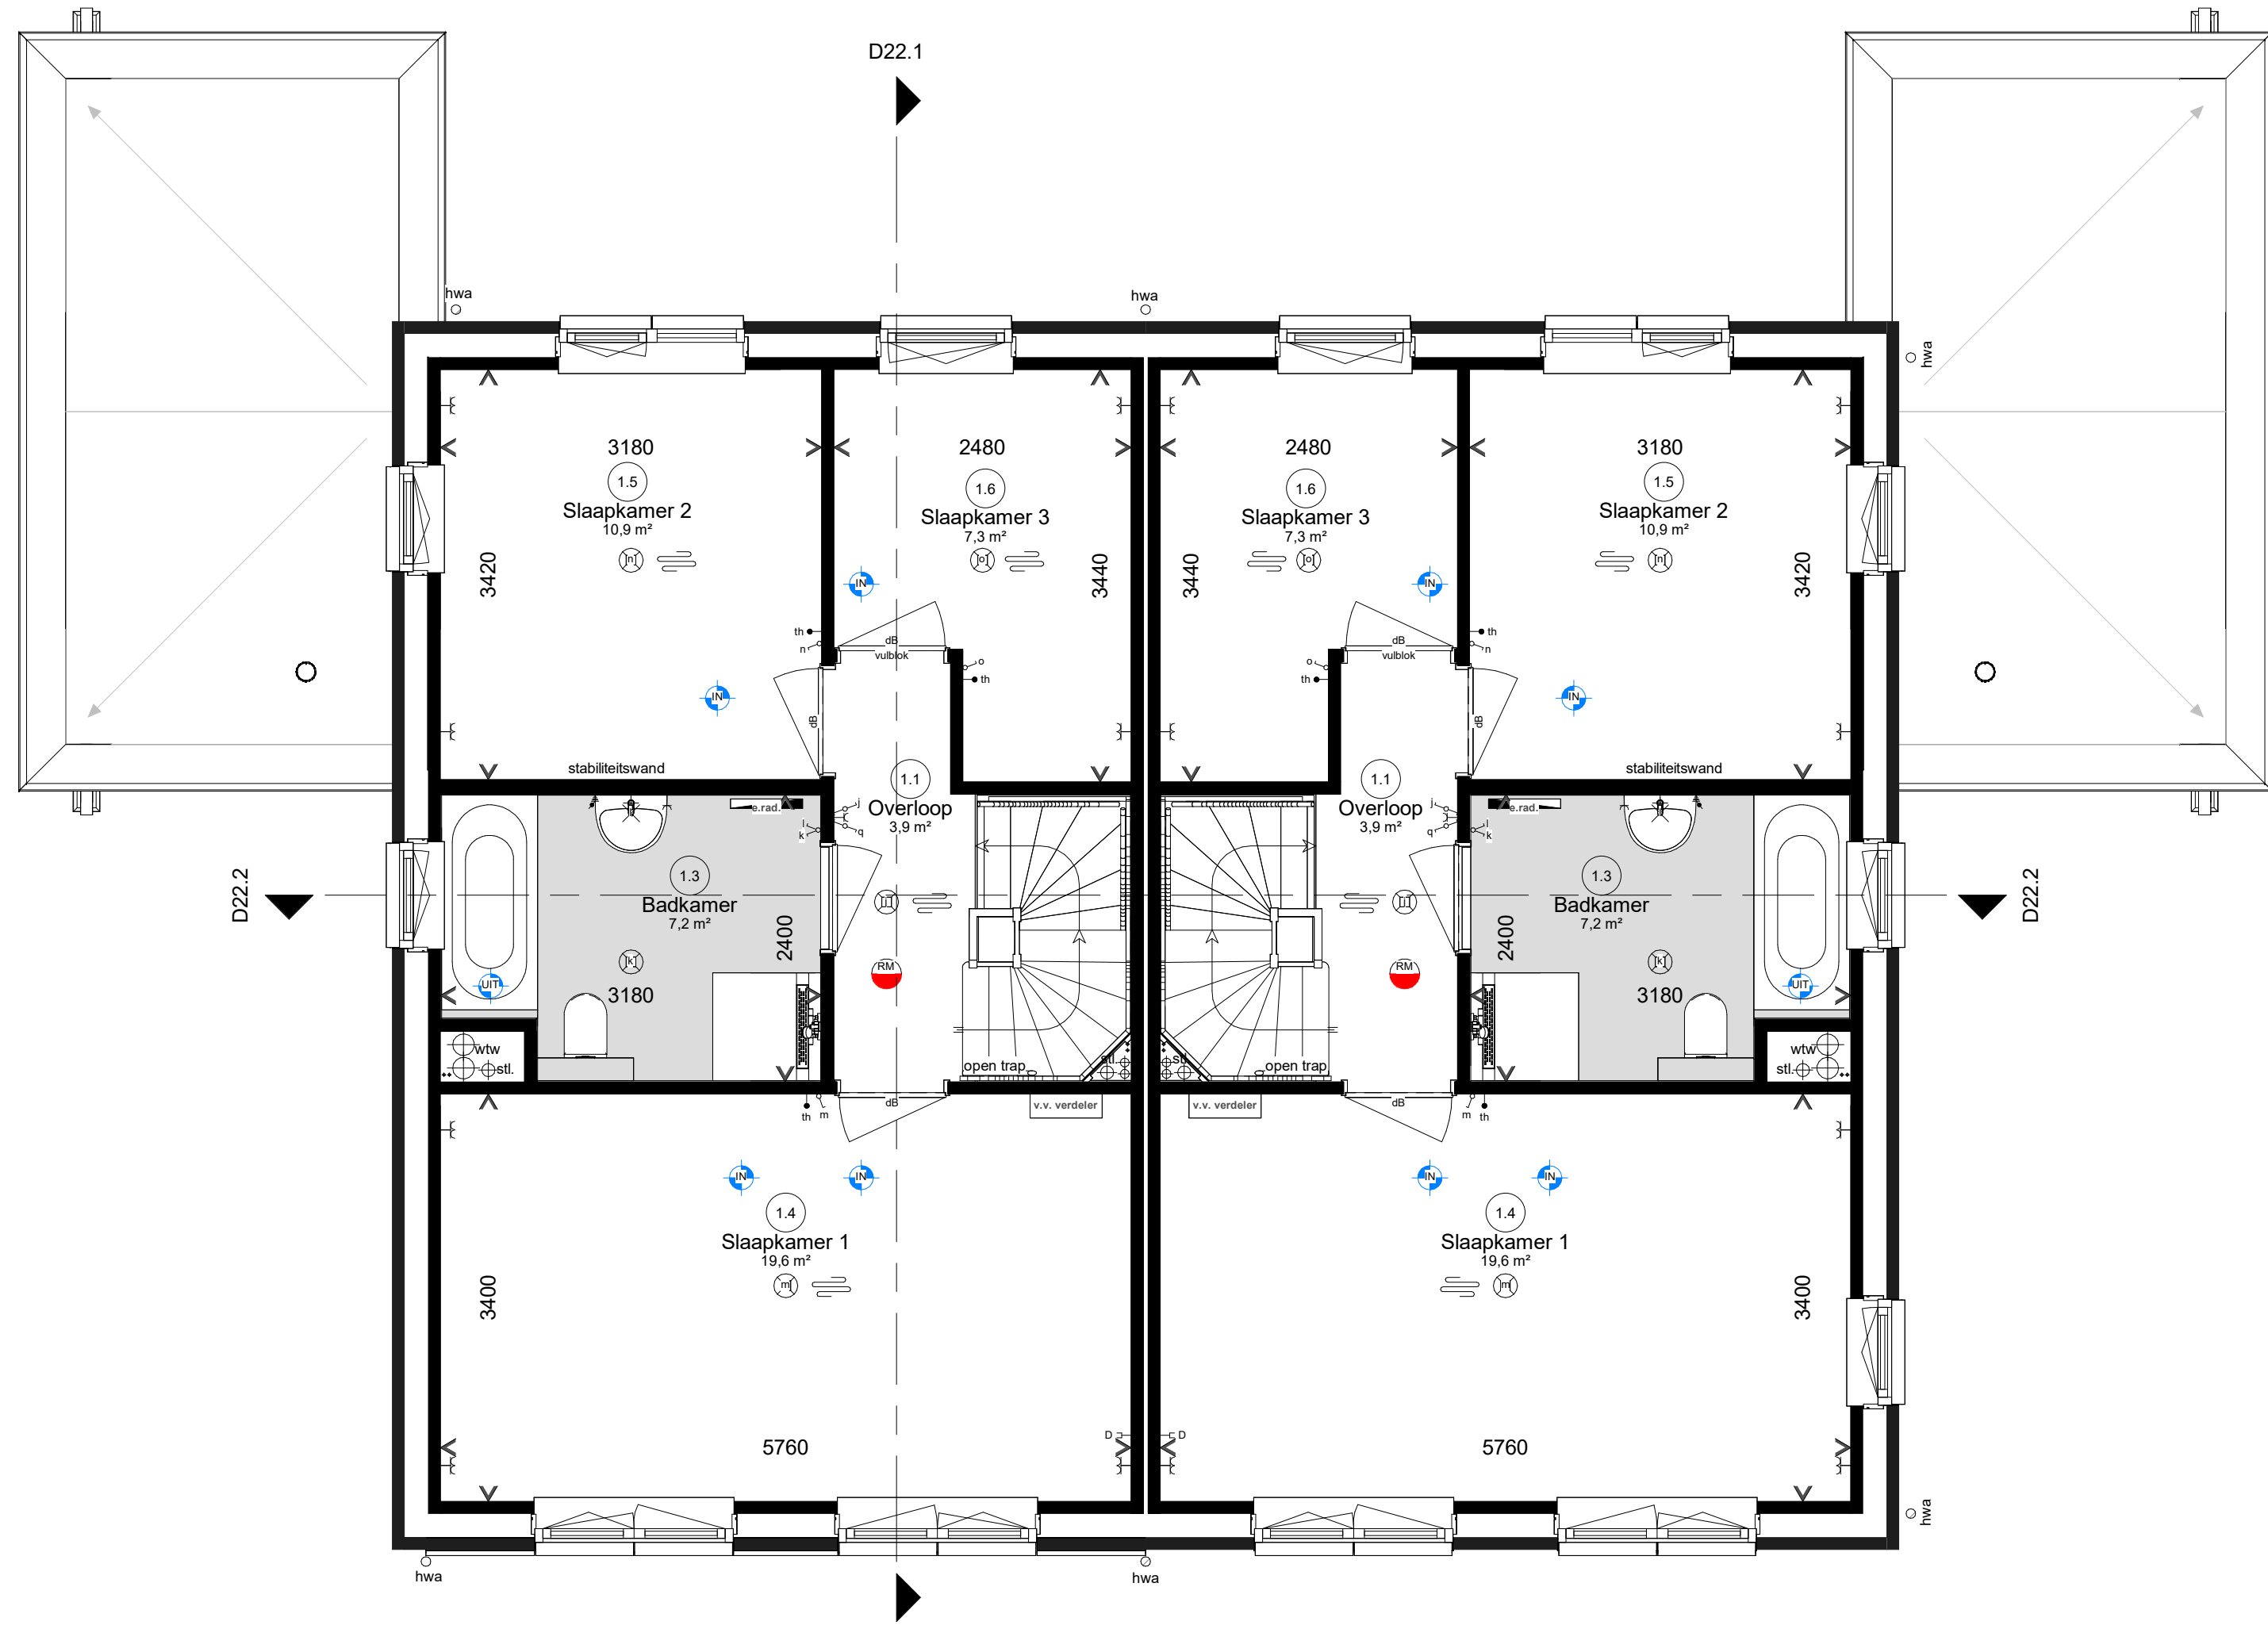 D22.1
hwa
hwa
hwa
3180
2480
2480
3180
1.5
Slaapkamer 2
10,9 m²
1.6
Slaapkamer 3
7,3 m²
1.6
Slaapkamer 3
7,3 m²
1.5
Slaapkamer 2
10,9 m²
n
o
o
n
3420
3440
3440
3420
IN
IN
th
n
dB
vulblok
o
th
dB
vulblok
o
th
th
n
IN
dB
dB
IN
stabiliteitswand
stabiliteitswand
1.1
Overloop
3,9 m²
1.1
Overloop
3,9 m²
e.rad.
j
l
k
q
j
q
l
k
e.rad.
D22.2
1.3
Badkamer
7,2 m²
1.3
Badkamer
7,2 m²
D22.2
j
j
2400
2400
k
k
RM
RM
UIT
3180
3180
UIT
wtw
stl.
open trap
stl.
stl.
open trap
wtw
stl.
th
m
dB
v.v. verdeler
v.v. verdeler
dB
m
th
IN
IN
IN
IN
1.4
Slaapkamer 1
19,6 m²
1.4
Slaapkamer 1
19,6 m²
m
m
3400
3400
5760
D
D
5760
hwa
hwa
hwa